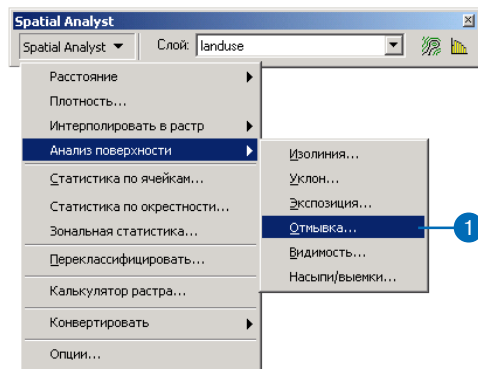 Spatial Analyst
Spatial Analyst Слой: landuse
Расстояние
Плотность...
Интерполировать в растр
Анализ поверхности
Статистика по ячейкам...
Статистика по окрестности...
Зональная статистика...
Переклассифицировать...
Калькулятор растра...
Конвертировать
Опции...
Изолиния...
Уклон...
Экспозиция...
Отмывка...
1
Видимость...
Насыпи/выемки...